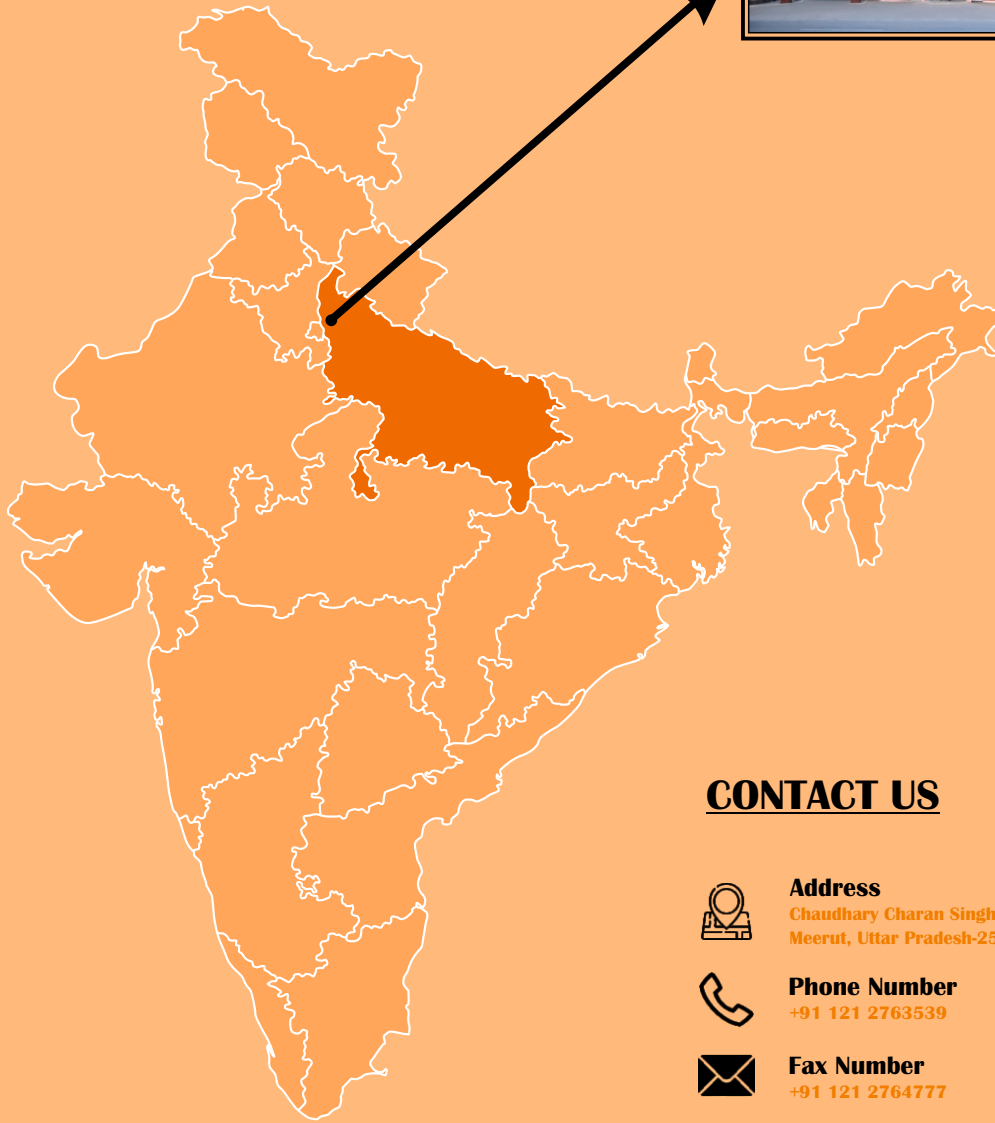 CONTACT US
Address
Chaudhary Charan Singh
Meerut, Uttar Pradesh-25
Phone Number
+91 121 2763539
Fax Number
+91 121 2764777